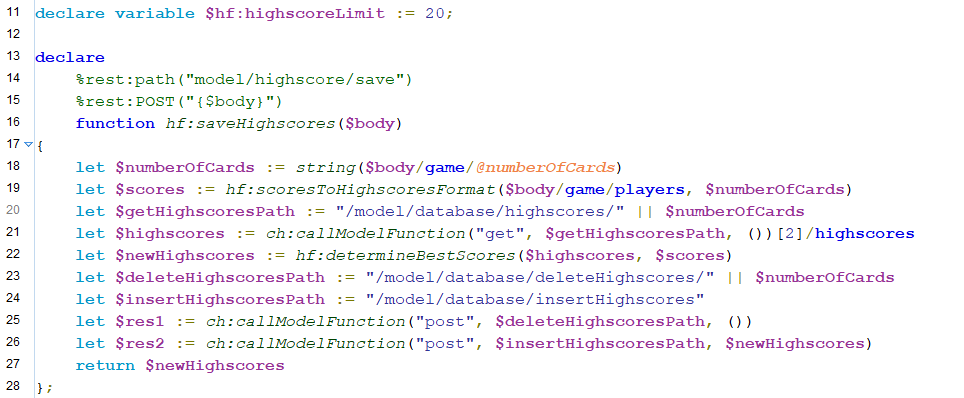 11 declare variable $hf:highscoreLimit := 20;
12
13 declare
14     %rest:path("model/highscore/save")
15     %rest:POST("{$body}")
16     function hf:saveHighscores($body)
17 {
18     let $numberOfCards := string($body/game/@numberOfCards)
19     let $scores := hf:scoresToHighscoresFormat($body/game/players, $numberOfCards)
20     let $getHighscoresPath := "/model/database/highscores/" || $numberOfCards
21     let $highscores := ch:callModelFunction("get", $getHighscoresPath, ())[2]/highscores
22     let $newHighscores := hf:determineBestScores($highscores, $scores)
23     let $deleteHighscoresPath := "/model/database/deleteHighscores/" || $numberOfCards
24     let $insertHighscoresPath := "/model/database/insertHighscores"
25     let $res1 := ch:callModelFunction("post", $deleteHighscoresPath, ())
26     let $res2 := ch:callModelFunction("post", $insertHighscoresPath, $newHighscores)
27     return $newHighscores
28 };